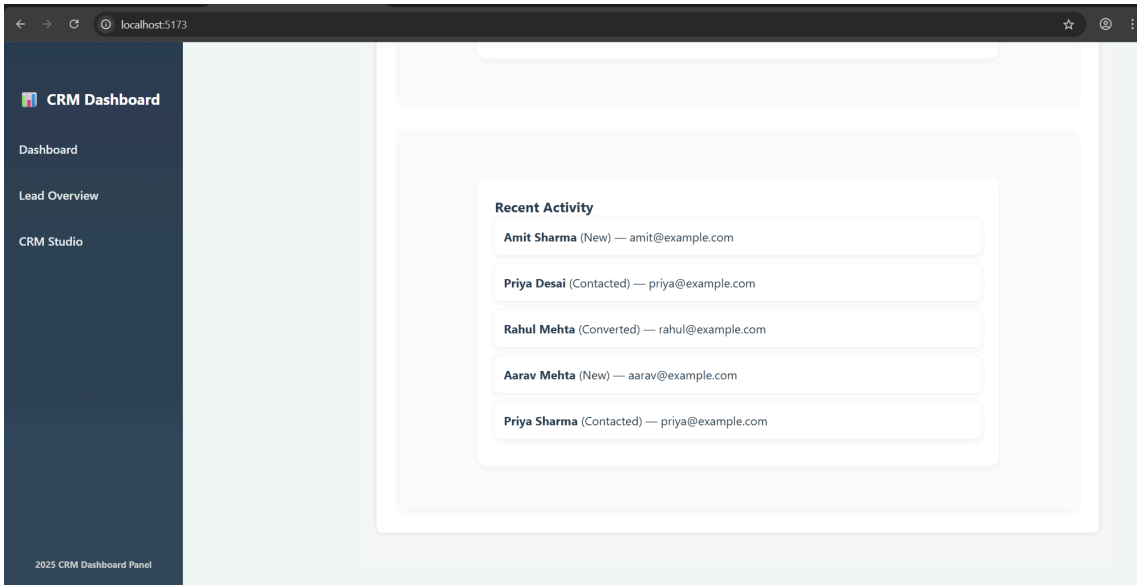 localhost:5173
CRM Dashboard
Dashboard
Lead Overview
CRM Studio
2025 CRM Dashboard Panel
Recent Activity
Amit Sharma (New) — amit@example.com
Priya Desai (Contacted) — priya@example.com
Rahul Mehta (Converted) — rahul@example.com
Aarav Mehta (New) — aarav@example.com
Priya Sharma (Contacted) — priya@example.com